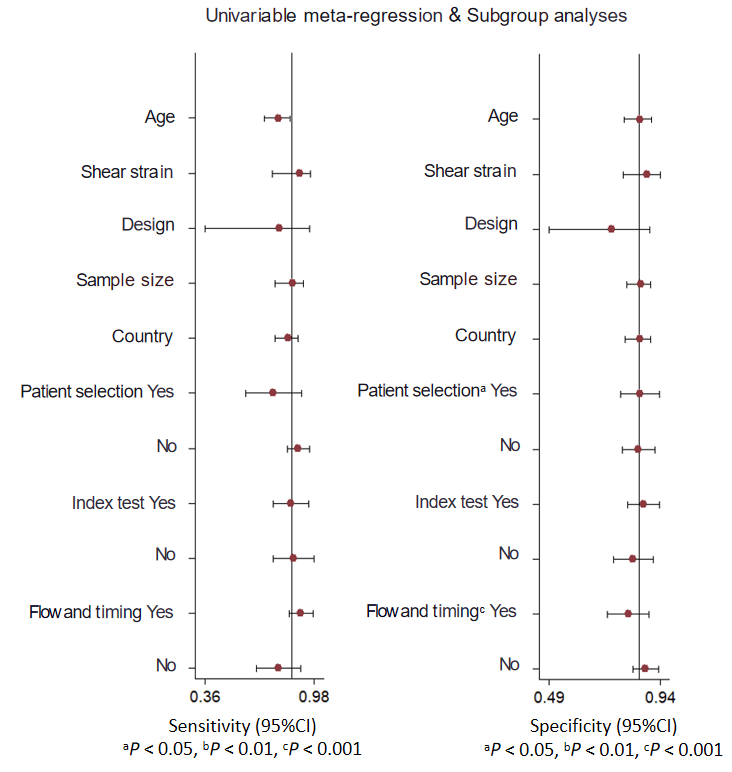 Univariable meta-regression & Subgroup analyses
Age
Shear strain
Design
Sample size
Country
Patient selection Yes
No
Index test Yes
No
Flow and timing Yes
No
0.36 0.98
Sensitivity (95%CI)
ᵃP < 0.05, ᵇP < 0.01, ᶜP < 0.001
Age
Shear strain
Design
Sample size
Country
Patient selectionᵃ Yes
No
Index test Yes
No
Flow and timingᶜ Yes
No
0.49 0.94
Specificity (95%CI)
ᵃP < 0.05, ᵇP < 0.01, ᶜP < 0.001